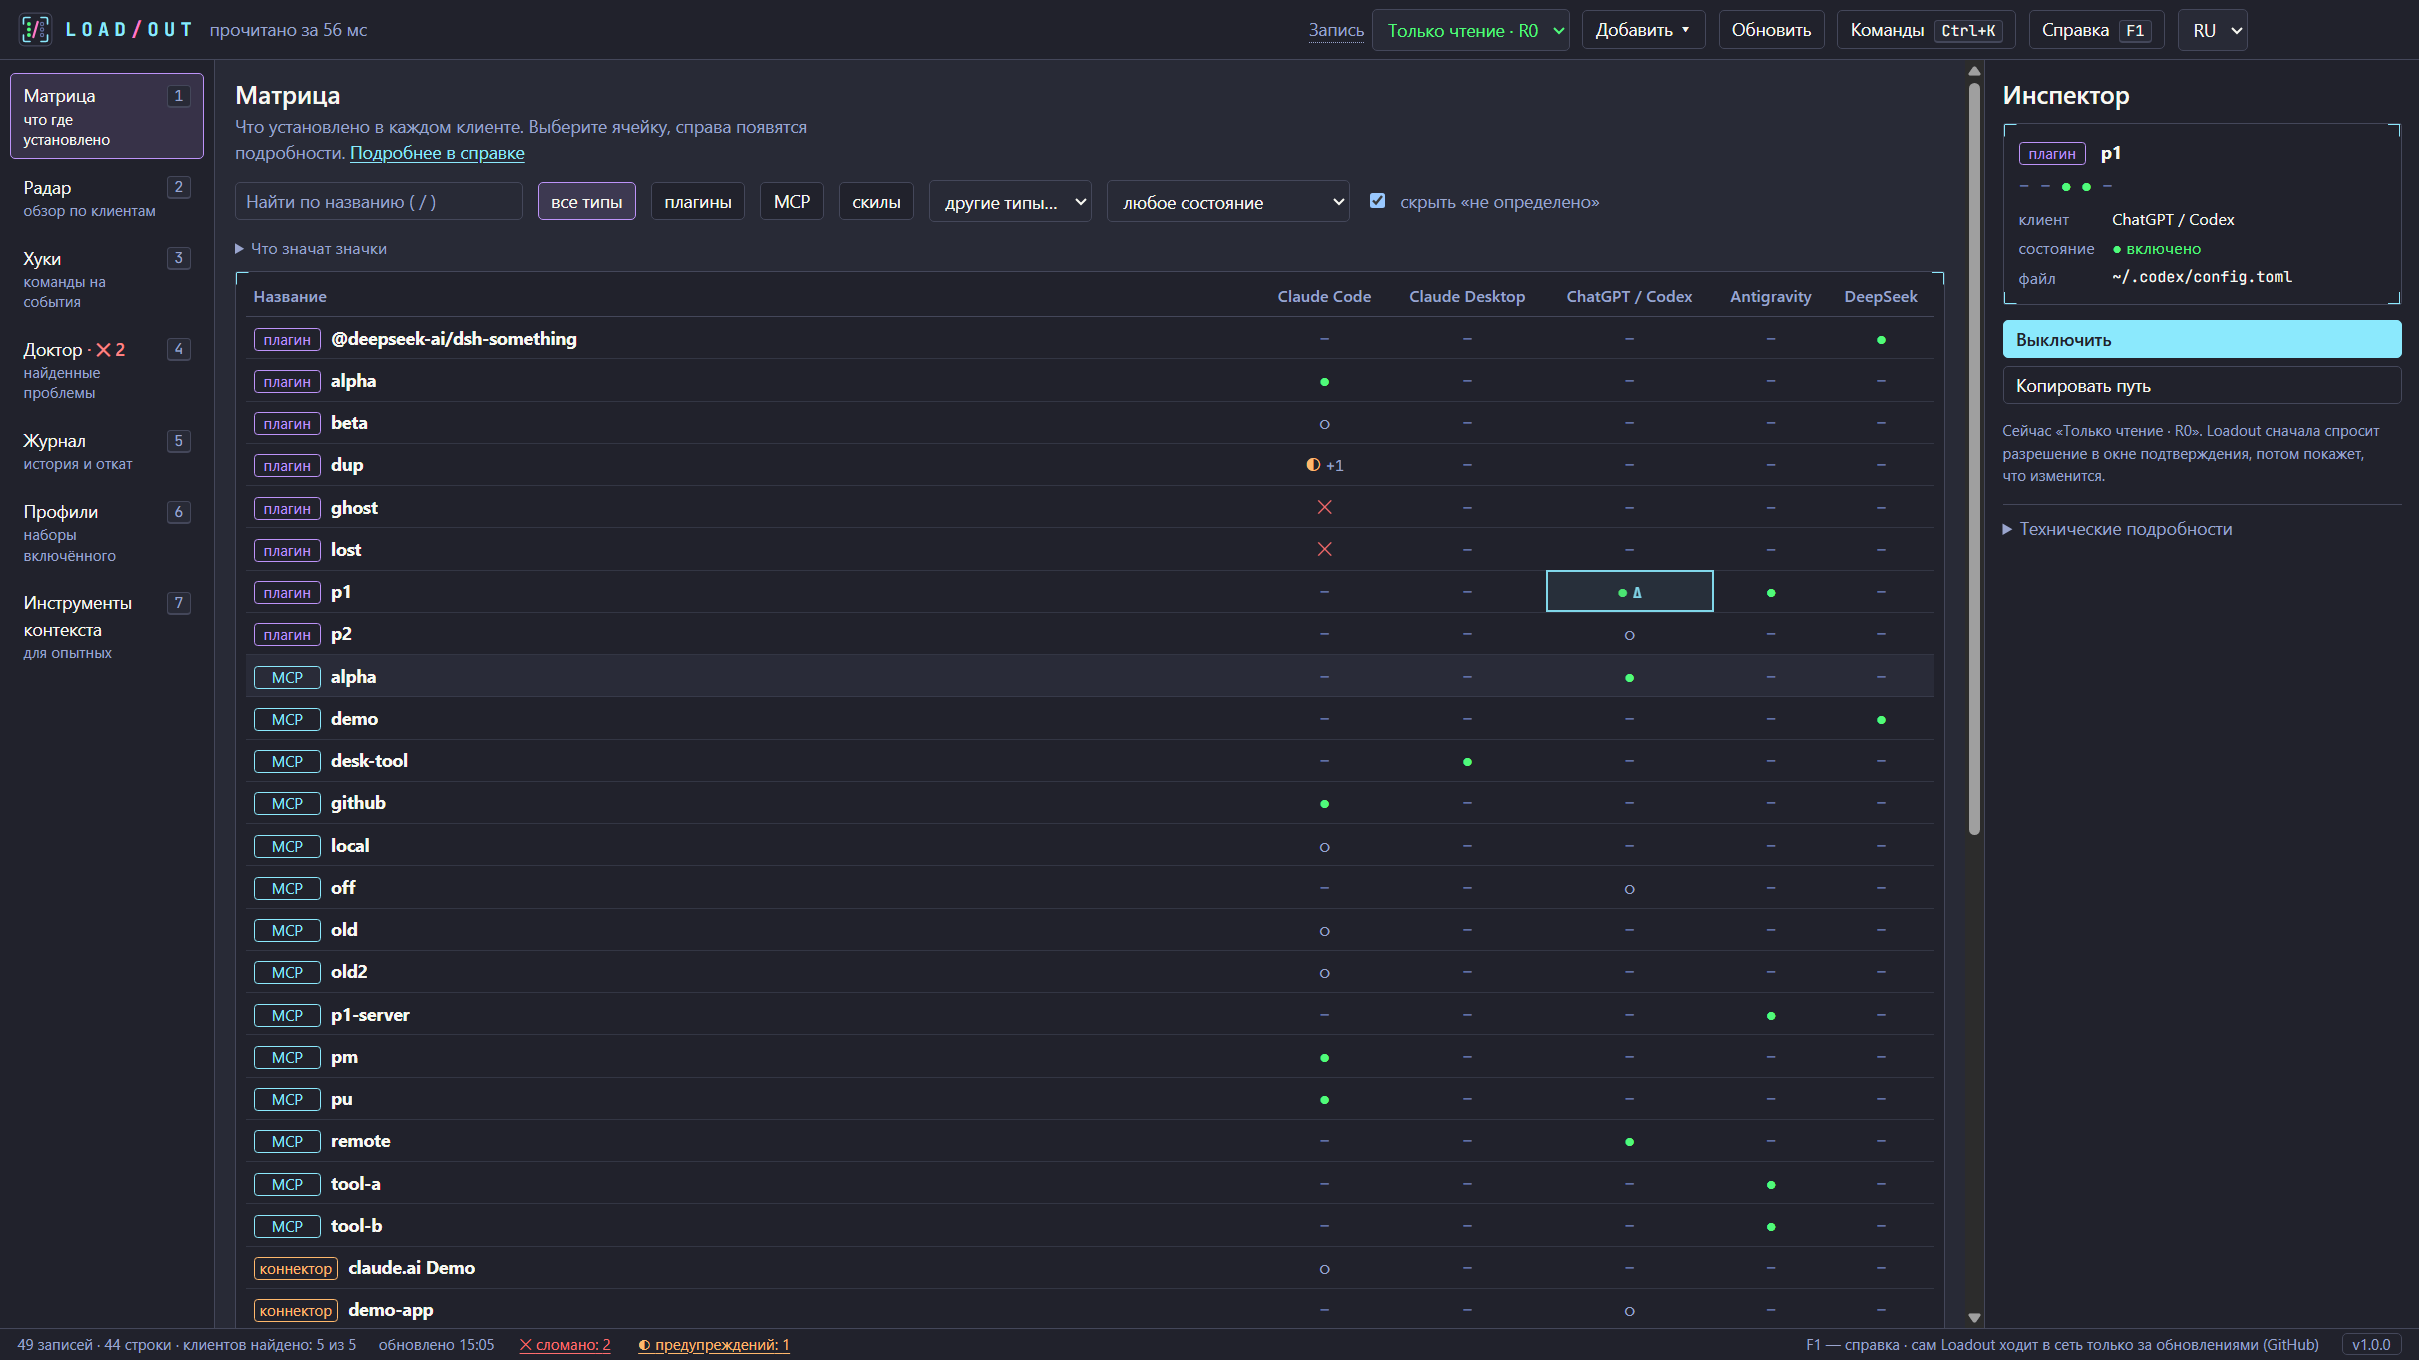 LOAD/OUT прочитано за 56 мс Запись Только чтение · R0 Добавить ▾ Обновить Команды Ctrl+K Справка F1 RU
Матрица 1
что где
установлено
Радар 2
обзор по клиентам
Хуки 3
команды на
события
Доктор · ✕ 2 4
найденные
проблемы
Журнал 5
история и откат
Профили 6
наборы
включённого
Инструменты 7
контекста
для опытных
Матрица
Что установлено в каждом клиенте. Выберите ячейку, справа появятся
подробности. Подробнее в справке
Найти по названию ( / ) все типы плагины MCP скилы другие типы... любое состояние скрыть «не определено»
▶ Что значат значки
Название Claude Code Claude Desktop ChatGPT / Codex Antigravity DeepSeek
плагин @deepseek-ai/dsh-something – – – – ●
плагин alpha ● – – – –
плагин beta ○ – – – –
плагин dup ◐ +1 – – – –
плагин ghost ✕ – – – –
плагин lost ✕ – – – –
плагин p1 – – ● Δ ● –
плагин p2 – – ○ – –
MCP alpha – – ● – –
MCP demo – – – – ●
MCP desk-tool – ● – – –
MCP github ● – – – –
MCP local ○ – – – –
MCP off – – ○ – –
MCP old ○ – – – –
MCP old2 ○ – – – –
MCP p1-server – – – ● –
MCP pm ● – – – –
MCP pu ● – – – –
MCP remote – – ● – –
MCP tool-a – – – ● –
MCP tool-b – – – ● –
коннектор claude.ai Demo ○ – – – –
коннектор demo-app – – ○ – –
Инспектор
плагин p1
– – ● ● –
клиент ChatGPT / Codex
состояние ● включено
файл ~/.codex/config.toml
Выключить
Копировать путь
Сейчас «Только чтение · R0». Loadout сначала спросит
разрешение в окне подтверждения, потом покажет,
что изменится.
▶ Технические подробности
49 записей · 44 строки · клиентов найдено: 5 из 5 обновлено 15:05 ✕ сломано: 2 ◐ предупреждений: 1 F1 — справка · сам Loadout ходит в сеть только за обновлениями (GitHub) v1.0.0